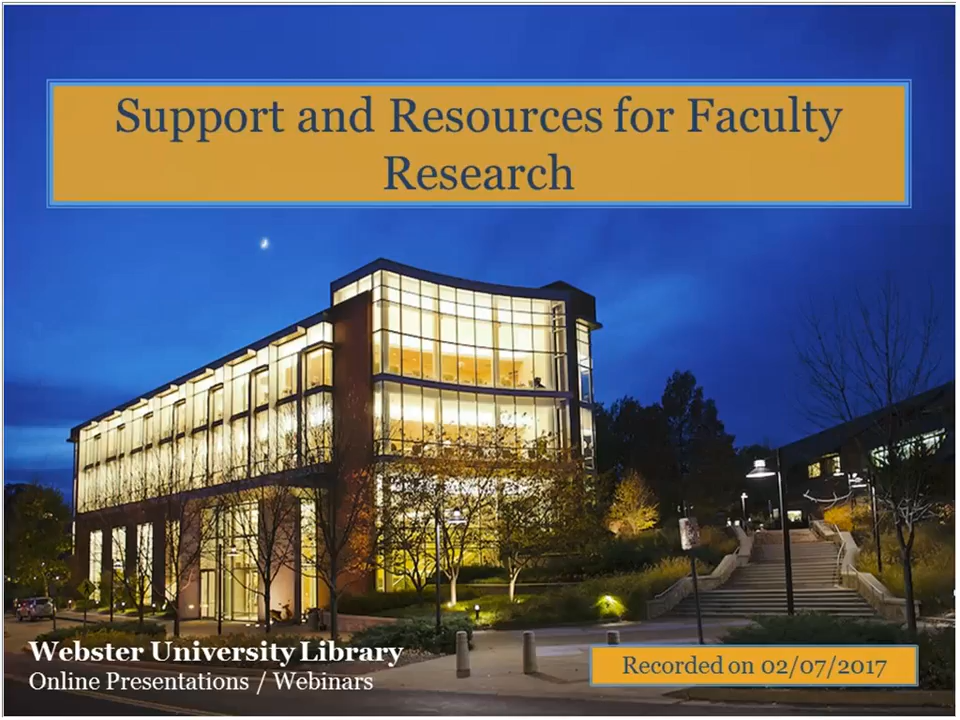 Support and Resources for Faculty
Research
Webster University Library
Online Presentations / Webinars
Recorded on 02/07/2017